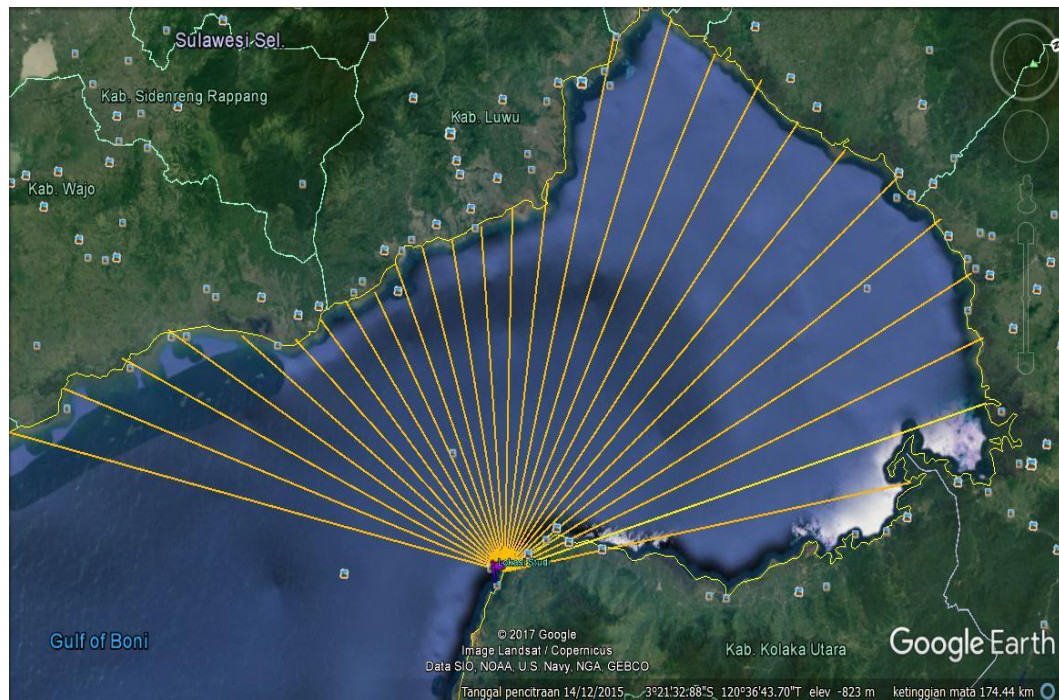 Sulawesi Sel.
Kab. Sidenreng Rappang
Kab. Luwu
Kab. Wajo
Lokasi Studi
Gulf of Boni
© 2017 Google
Image Landsat / Copernicus
Data SIO, NOAA, U.S. Navy, NGA, GEBCO
Kab. Kolaka Utara
Google Earth
Tanggal pencitraan 14/12/2015 3°21'32.88"S 120°36'43.70"T elev -823 m ketinggian mata 174.44 km